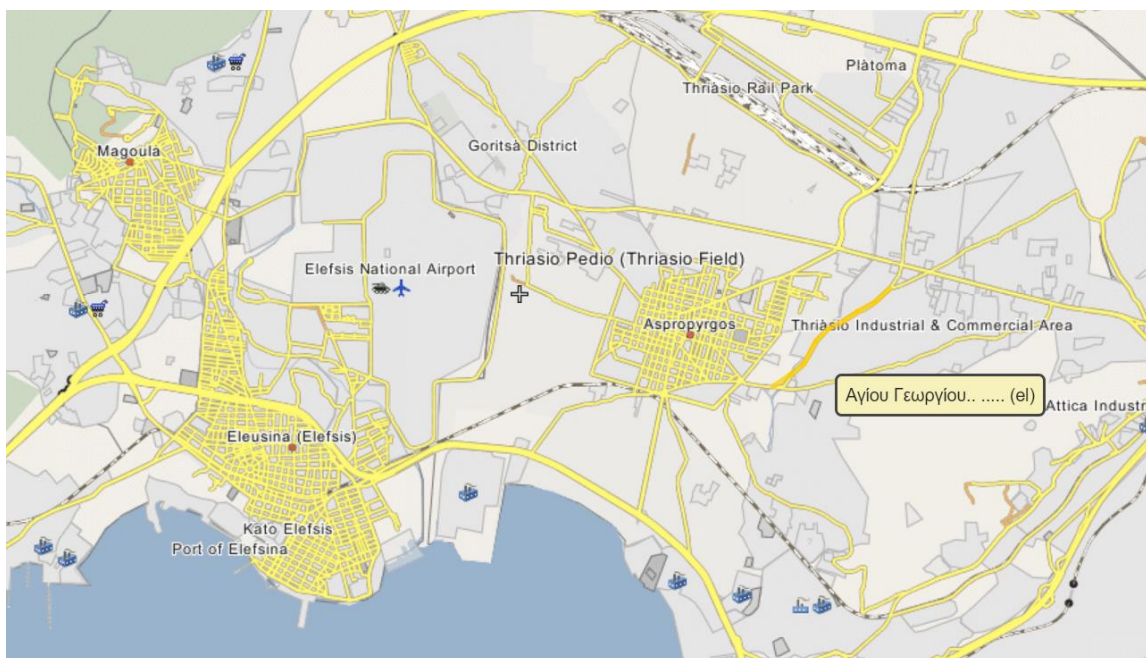 Plàtoma
Thriàsio Rail Park
Magoula
Goritsà District
Thriasio Pedio (Thriasio Field)
Elefsis National Airport
Aspropyrgos
Thriàsio Industrial & Commercial Area
Αγίου Γεωργίου.. ..... (el)
Attica Industri
Eleusina (Elefsis)
Kato Elefsis
Port of Elefsina